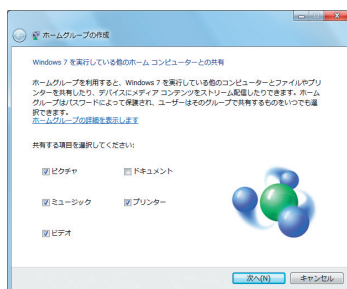 ホームグループの作成
Windows 7 を実行している他のホーム コンピューターとの共有
ホームグループを利用すると、Windows 7 を実行している他のコンピューターとファイルやプリ
ンターを共有したり、デバイスにメディア コンテンツをストリーム配信したりできます。ホーム
グループはパスワードによって保護され、ユーザーはそのグループで共有するものをいつでも選
択できます。
ホームグループの詳細を表示します
共有する項目を選択してください:
ピクチャ ドキュメント
ミュージック プリンター
ビデオ
次へ(N) キャンセル